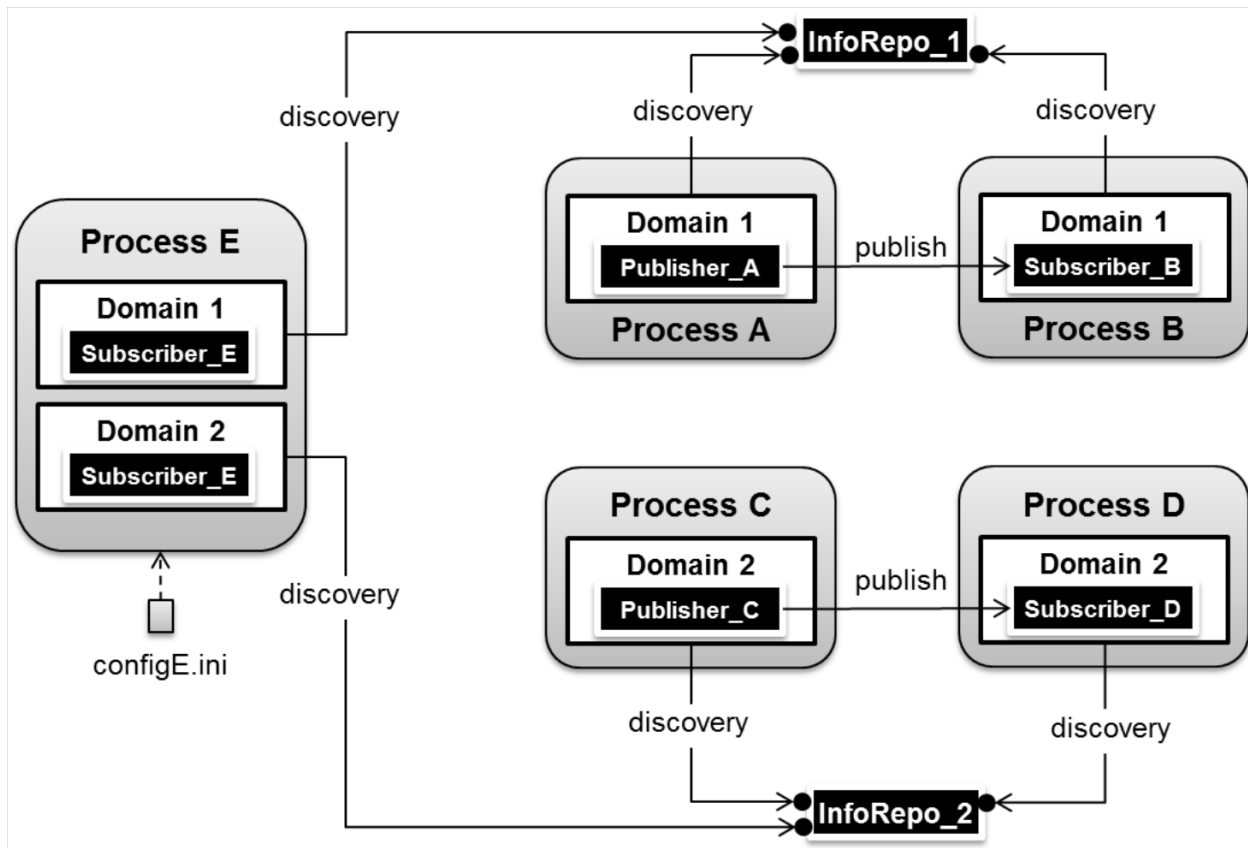 InfoRepo_1
discovery
discovery
discovery
Process E
Domain 1
Subscriber_E
Domain 2
Subscriber_E
configE.ini
Domain 1
Publisher_A
Process A
publish
Domain 1
Subscriber_B
Process B
Process C
Domain 2
Publisher_C
publish
Process D
Domain 2
Subscriber_D
discovery
discovery
discovery
InfoRepo_2